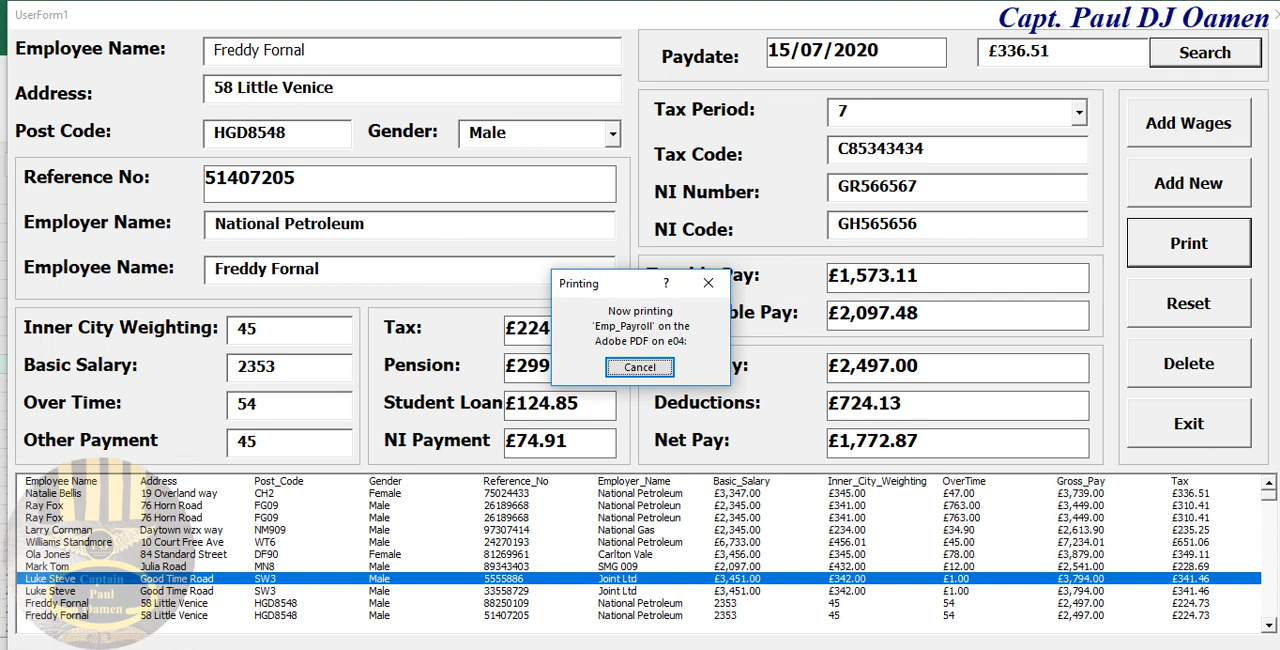 UserForm1
Capt. Paul DJ Oamen
Employee Name: Freddy Fornal
Address: 58 Little Venice
Post Code: HGD8548 Gender: Male
Reference No: 51407205
Employer Name: National Petroleum
Employee Name: Freddy Fornal
Inner City Weighting: 45
Basic Salary: 2353
Over Time: 54
Other Payment 45
Tax: £224
Pension: £299
Student Loan £124.85
NI Payment £74.91
Paydate: 15/07/2020 £336.51 Search
Tax Period: 7
Tax Code: C85343434
NI Number: GR566567
NI Code: GH565656
Pay: £1,573.11
ble Pay: £2,097.48
£2,497.00
Deductions: £724.13
Net Pay: £1,772.87
Add Wages
Add New
Print
Reset
Delete
Exit
Printing ?
Now printing
'Emp_Payroll' on the
Adobe PDF on e04:
Cancel
Employee Name Address Post_Code Gender Reference_No Employer_Name Basic_Salary Inner_City_Weighting OverTime Gross_Pay Tax
Natalie Bellis 19 Overland way CH2 Female 75024433 National Petroleum £3,347.00 £345.00 £47.00 £3,739.00 £336.51
Ray Fox 76 Horn Road FG09 Male 26189668 National Petroleum £2,345.00 £341.00 £763.00 £3,449.00 £310.41
Ray Fox 76 Horn Road FG09 Male 26189668 National Petroleum £2,345.00 £341.00 £763.00 £3,449.00 £310.41
Larry Cornman Daytown wzx way NM909 Male 97307414 National Gas £2,345.00 £234.00 £34.90 £2,613.90 £235.25
Williams Standmore 10 Court Free Ave WT6 Male 24270193 National Petroleum £6,733.00 £456.01 £45.00 £7,234.01 £651.06
Ola Jones 84 Standard Street DF90 Female 81269961 Carlton Vale £3,456.00 £345.00 £78.00 £3,879.00 £349.11
Mark Tom Julia Road MN8 Male 89343403 SMG 009 £2,097.00 £432.00 £12.00 £2,541.00 £228.69
Luke Steve Good Time Road SW3 Male 5555886 Joint Ltd £3,451.00 £342.00 £1.00 £3,794.00 £341.46
Luke Steve Good Time Road SW3 Male 33558729 Joint Ltd £3,451.00 £342.00 £1.00 £3,794.00 £341.46
Freddy Fornal 58 Little Venice HGD8548 Male 88250109 National Petroleum 2353 45 54 £2,497.00 £224.73
Freddy Fornal 58 Little Venice HGD8548 Male 51407205 National Petroleum 2353 45 54 £2,497.00 £224.73
Captain
Paul
Oamen